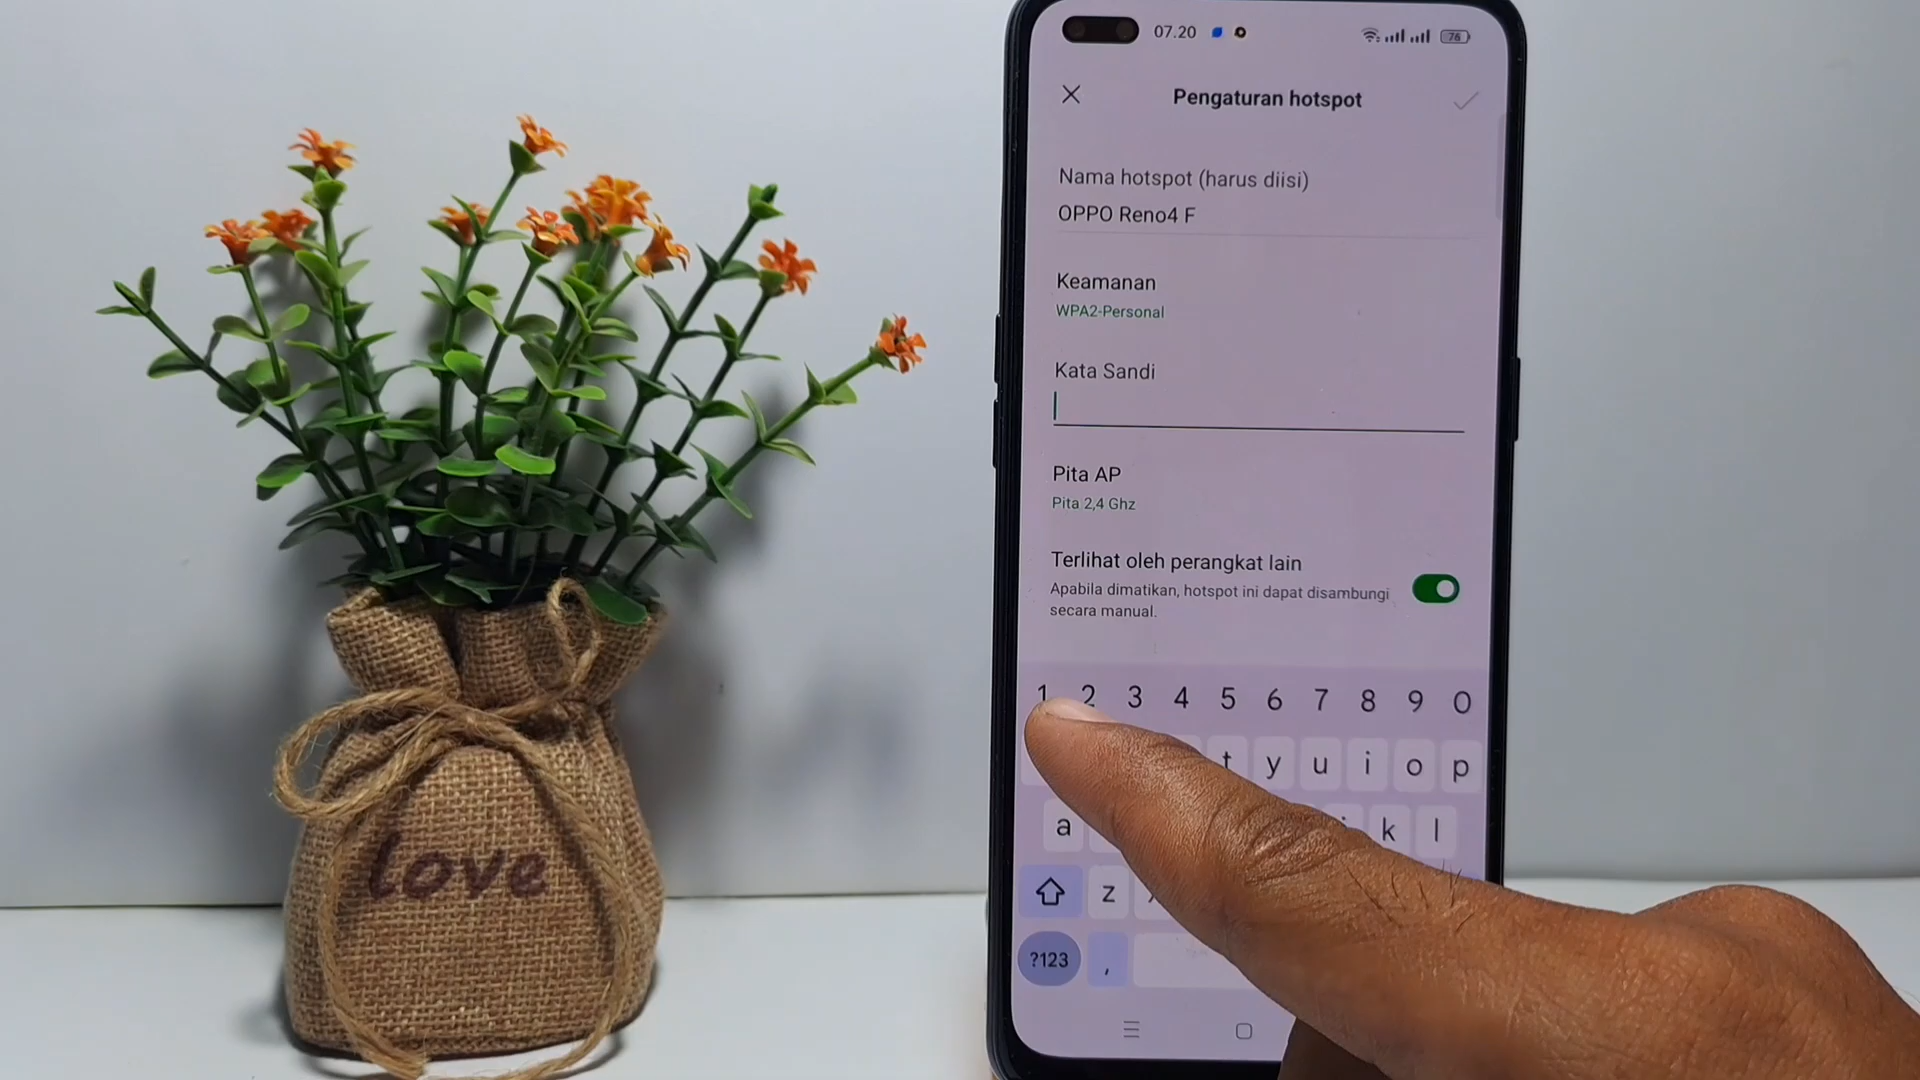 07.20
76
Pengaturan hotspot
Nama hotspot (harus diisi)
OPPO Reno4 F
Keamanan
WPA2-Personal
Kata Sandi
Pita AP
Pita 2,4 Ghz
Terlihat oleh perangkat lain
Apabila dimatikan, hotspot ini dapat disambungi
secara manual.
1 2 3 4 5 6 7 8 9 0
t y u i o p
a k l
z
?123 ,
love